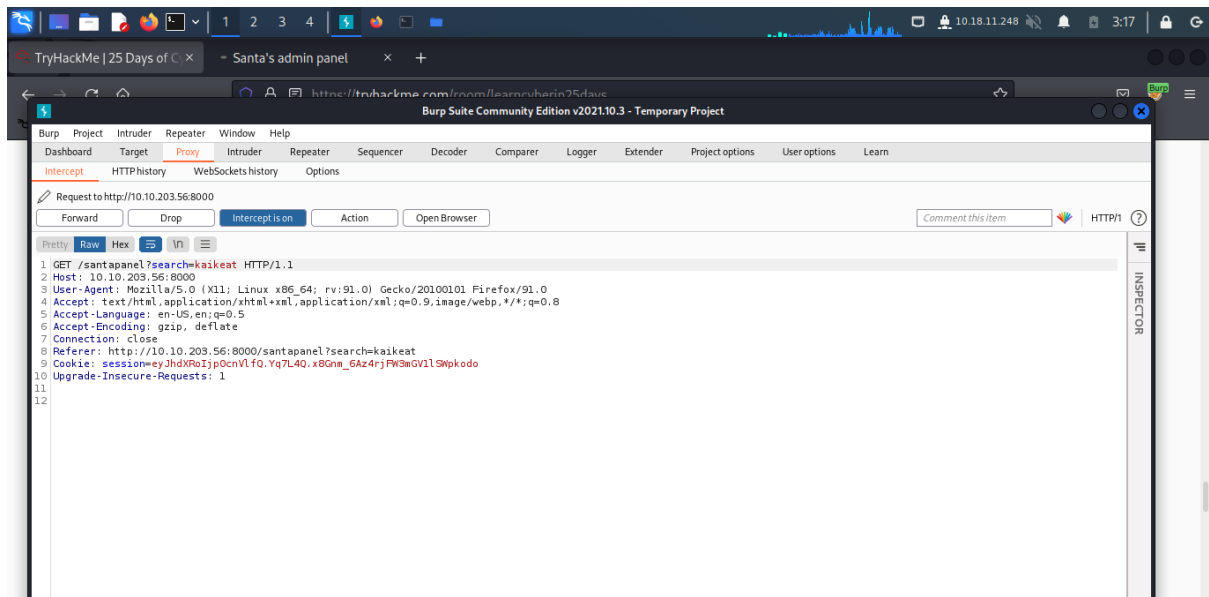 1 2 3 4 10.18.11.248 3:17
TryHackMe | 25 Days of C Santa's admin panel
https://tryhackme.com/room/learncyberin25days Burp
Burp Suite Community Edition v2021.10.3 - Temporary Project
Burp Project Intruder Repeater Window Help
Dashboard Target Proxy Intruder Repeater Sequencer Decoder Comparer Logger Extender Project options User options Learn
Intercept HTTP history WebSockets history Options
Request to http://10.10.203.56:8000
Forward Drop Intercept is on Action Open Browser Comment this item HTTP/1 ?
Pretty Raw Hex \n
1 GET /santapanel?search=kaikeat HTTP/1.1
2 Host: 10.10.203.56:8000
3 User-Agent: Mozilla/5.0 (X11; Linux x86_64; rv:91.0) Gecko/20100101 Firefox/91.0
4 Accept: text/html,application/xhtml+xml,application/xml;q=0.9,image/webp,*/*;q=0.8
5 Accept-Language: en-US,en;q=0.5
6 Accept-Encoding: gzip, deflate
7 Connection: close
8 Referer: http://10.10.203.56:8000/santapanel?search=kaikeat
9 Cookie: session=eyJhdXRoIjp0cnVlfQ.Yq7L4Q.x8Gnm_6Az4rjFW3mGV1lSWpkodo
10 Upgrade-Insecure-Requests: 1
11
12
INSPECTOR